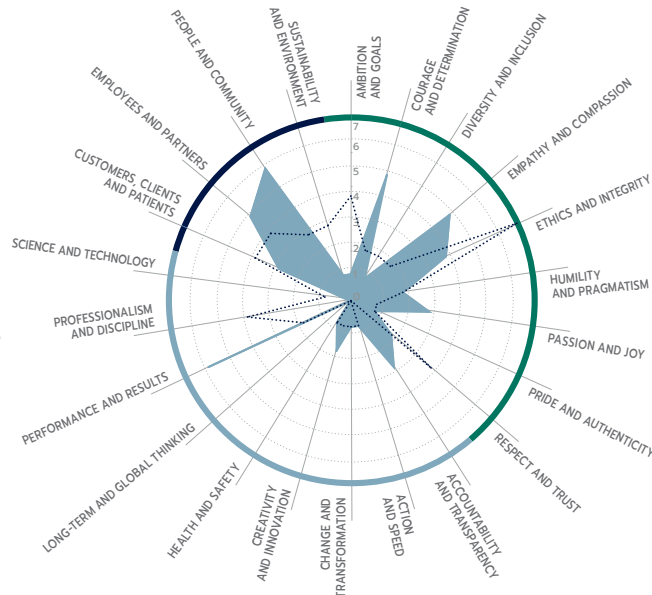 AMBITION
AND GOALS
COURAGE
AND DETERMINATION
DIVERSITY AND INCLUSION
EMPATHY AND COMPASSION
ETHICS AND INTEGRITY
HUMILITY
AND PRAGMATISM
PASSION AND JOY
PRIDE AND AUTHENTICITY
RESPECT AND TRUST
ACCOUNTABILITY
AND TRANSPARENCY
ACTION
AND SPEED
CHANGE AND
TRANSFORMATION
CREATIVITY
AND INNOVATION
HEALTH AND SAFETY
LONG-TERM AND GLOBAL THINKING
PERFORMANCE AND RESULTS
PROFESSIONALISM
AND DISCIPLINE
SCIENCE AND TECHNOLOGY
CUSTOMERS, CLIENTS
AND PATIENTS
EMPLOYEES AND PARTNERS
PEOPLE AND COMMUNITY
SUSTAINABILITY
AND ENVIRONMENT
7
6
5
4
3
2
1
0